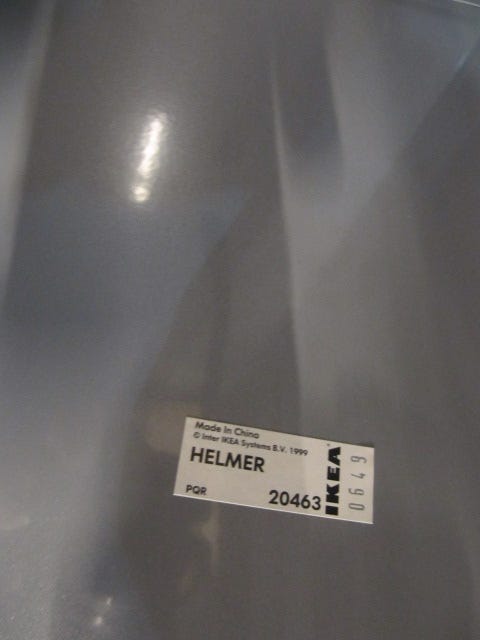 Made In China
© Inter IKEA Systems B.V. 1999
HELMER
PQR
20463
IKEA
0649